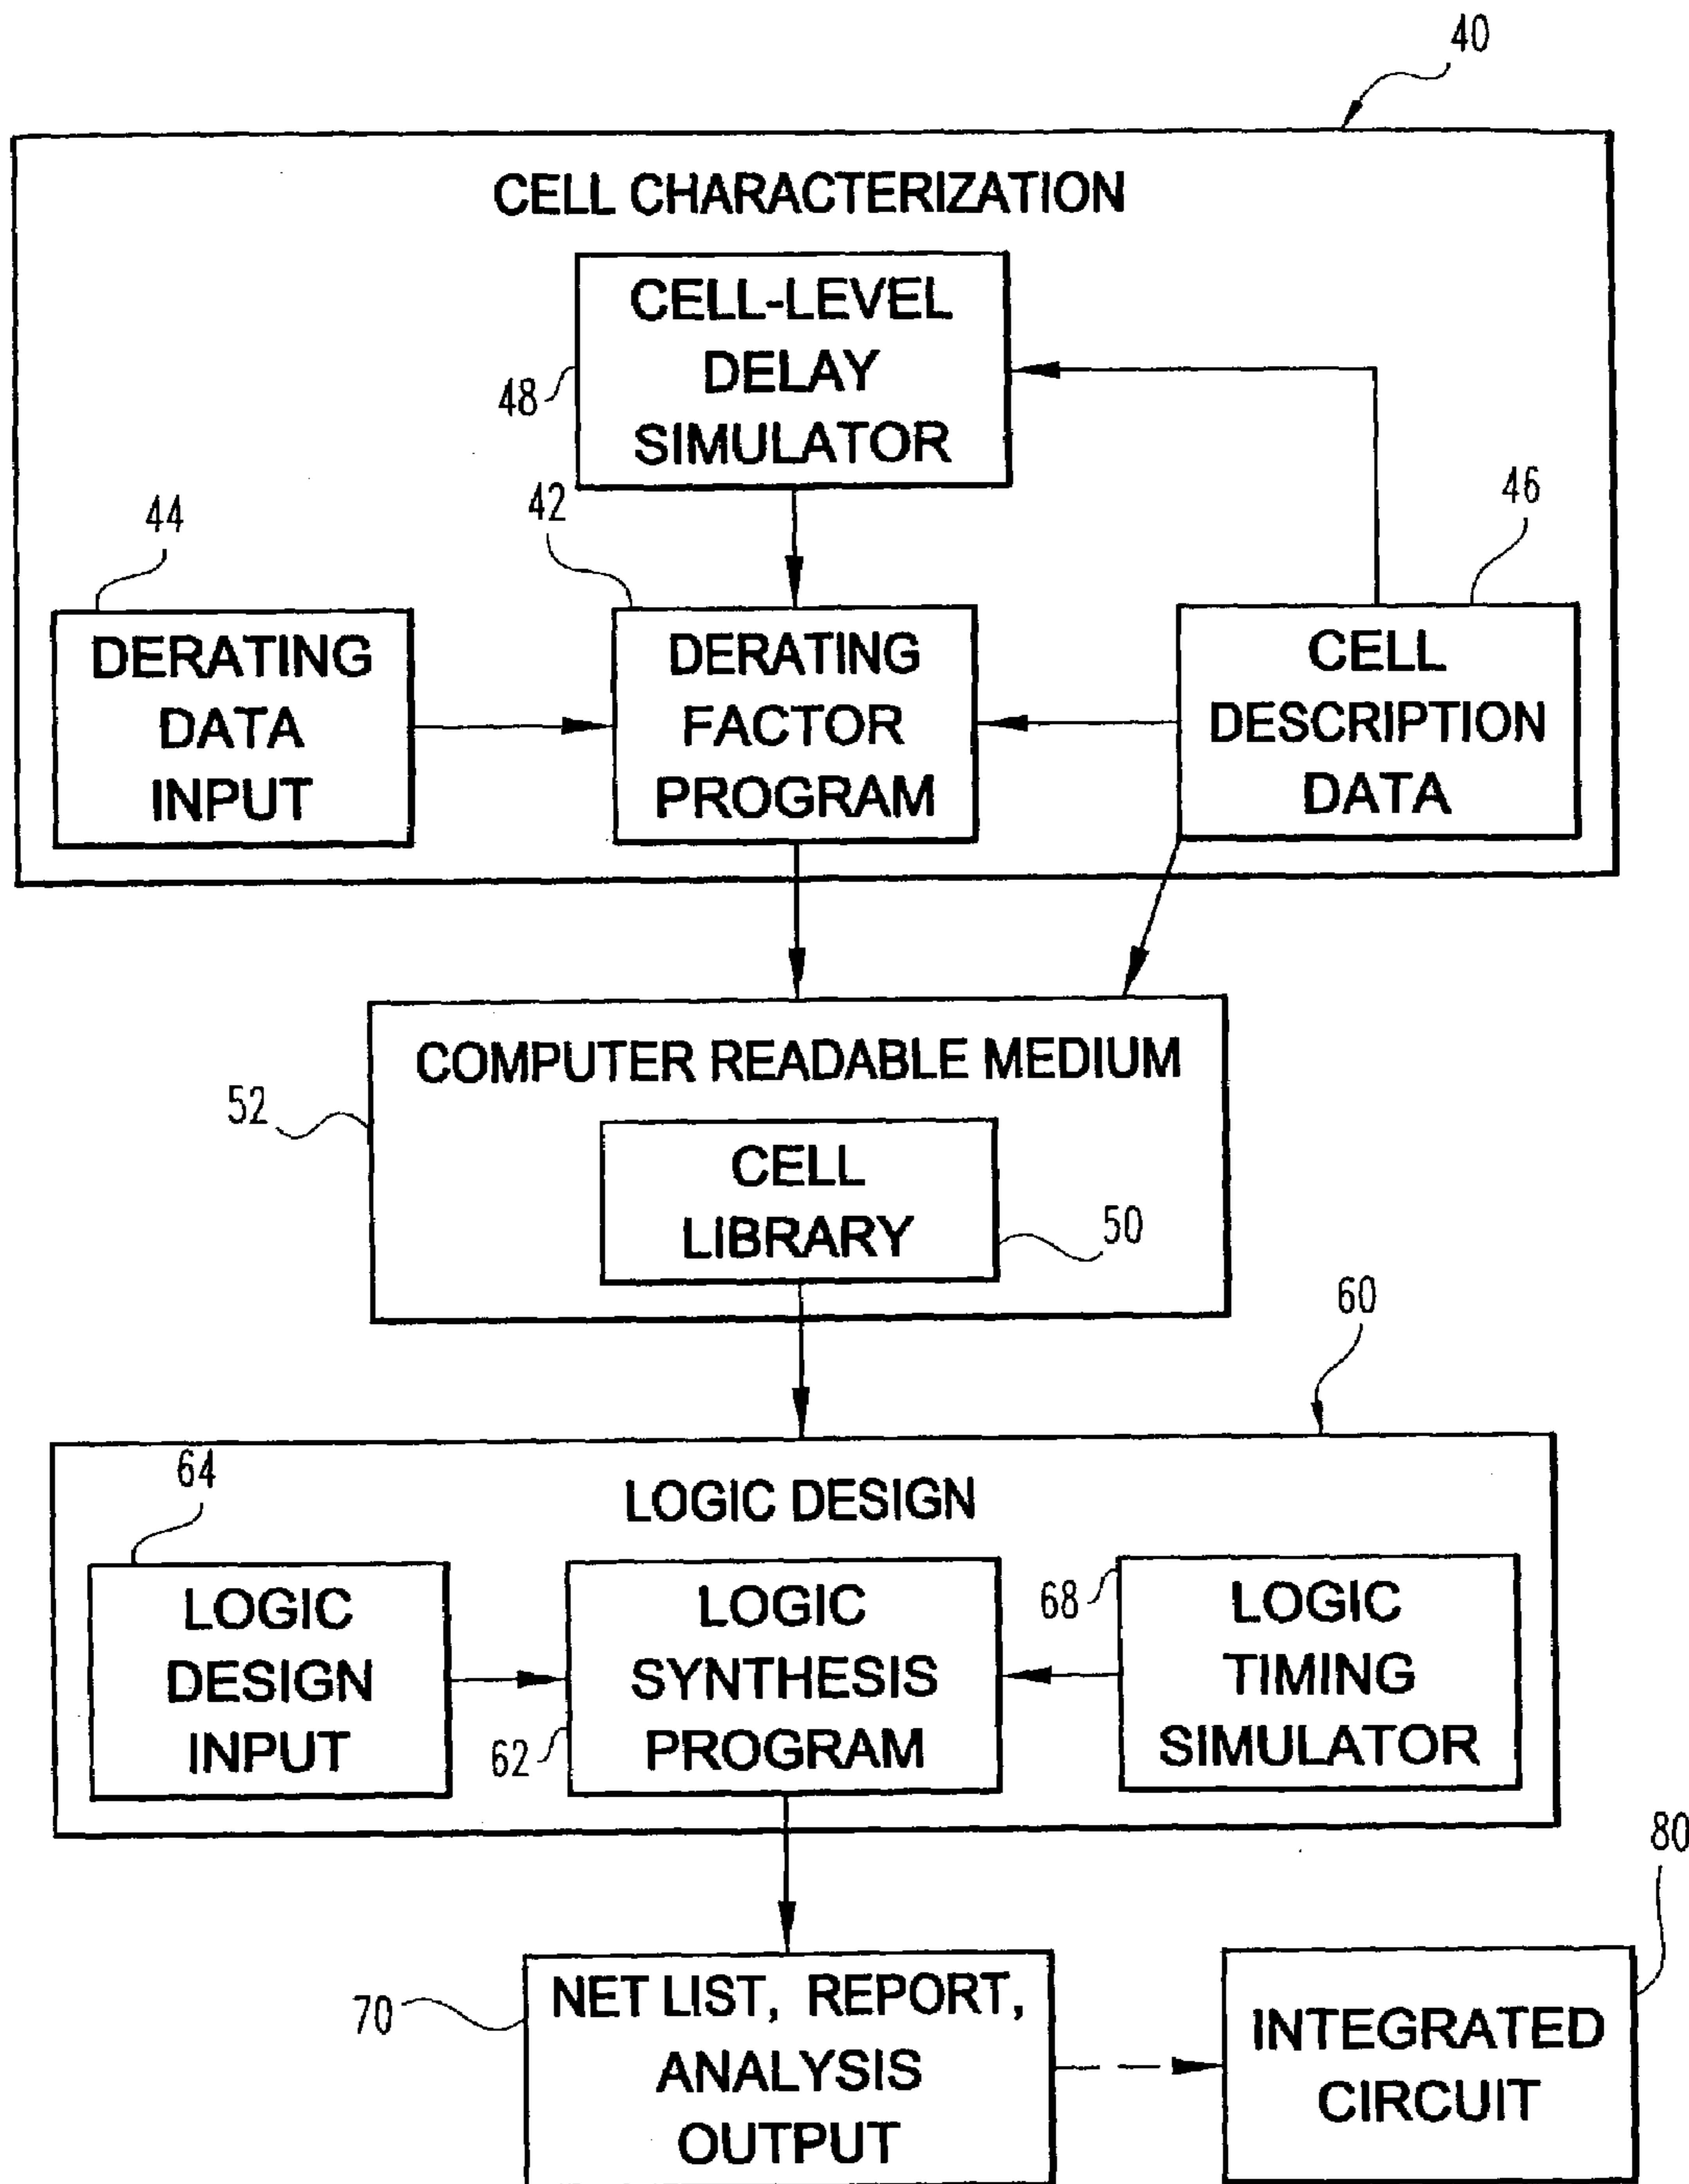 40
CELL CHARACTERIZATION
CELL-LEVEL
DELAY
SIMULATOR
48
44
42
46
DERATING
DATA
INPUT
DERATING
FACTOR
PROGRAM
CELL
DESCRIPTION
DATA
COMPUTER READABLE MEDIUM
52
CELL
LIBRARY
50
60
LOGIC DESIGN
64
LOGIC
DESIGN
INPUT
LOGIC
SYNTHESIS
PROGRAM
62
68
LOGIC
TIMING
SIMULATOR
80
70
NET LIST, REPORT,
ANALYSIS
OUTPUT
INTEGRATED
CIRCUIT